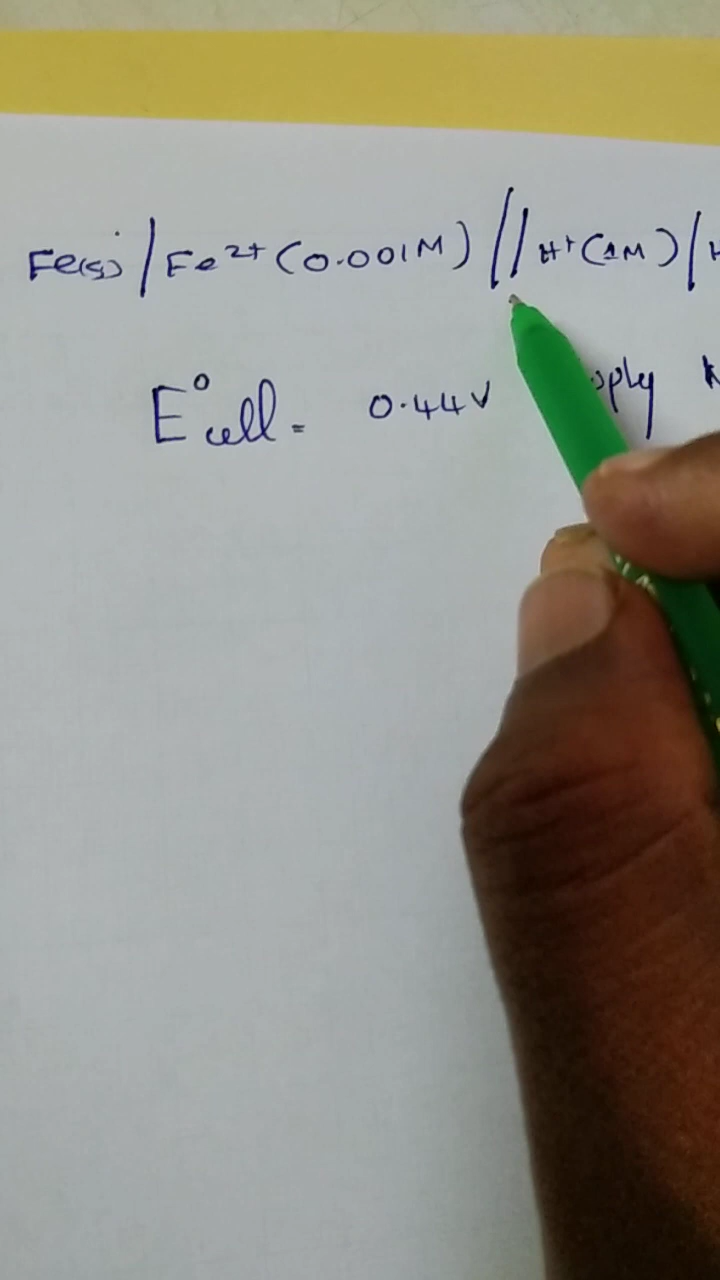 Fe(s) / Fe²⁺ (0.001M) // H⁺ (1M) / H
E° cell = 0.44V